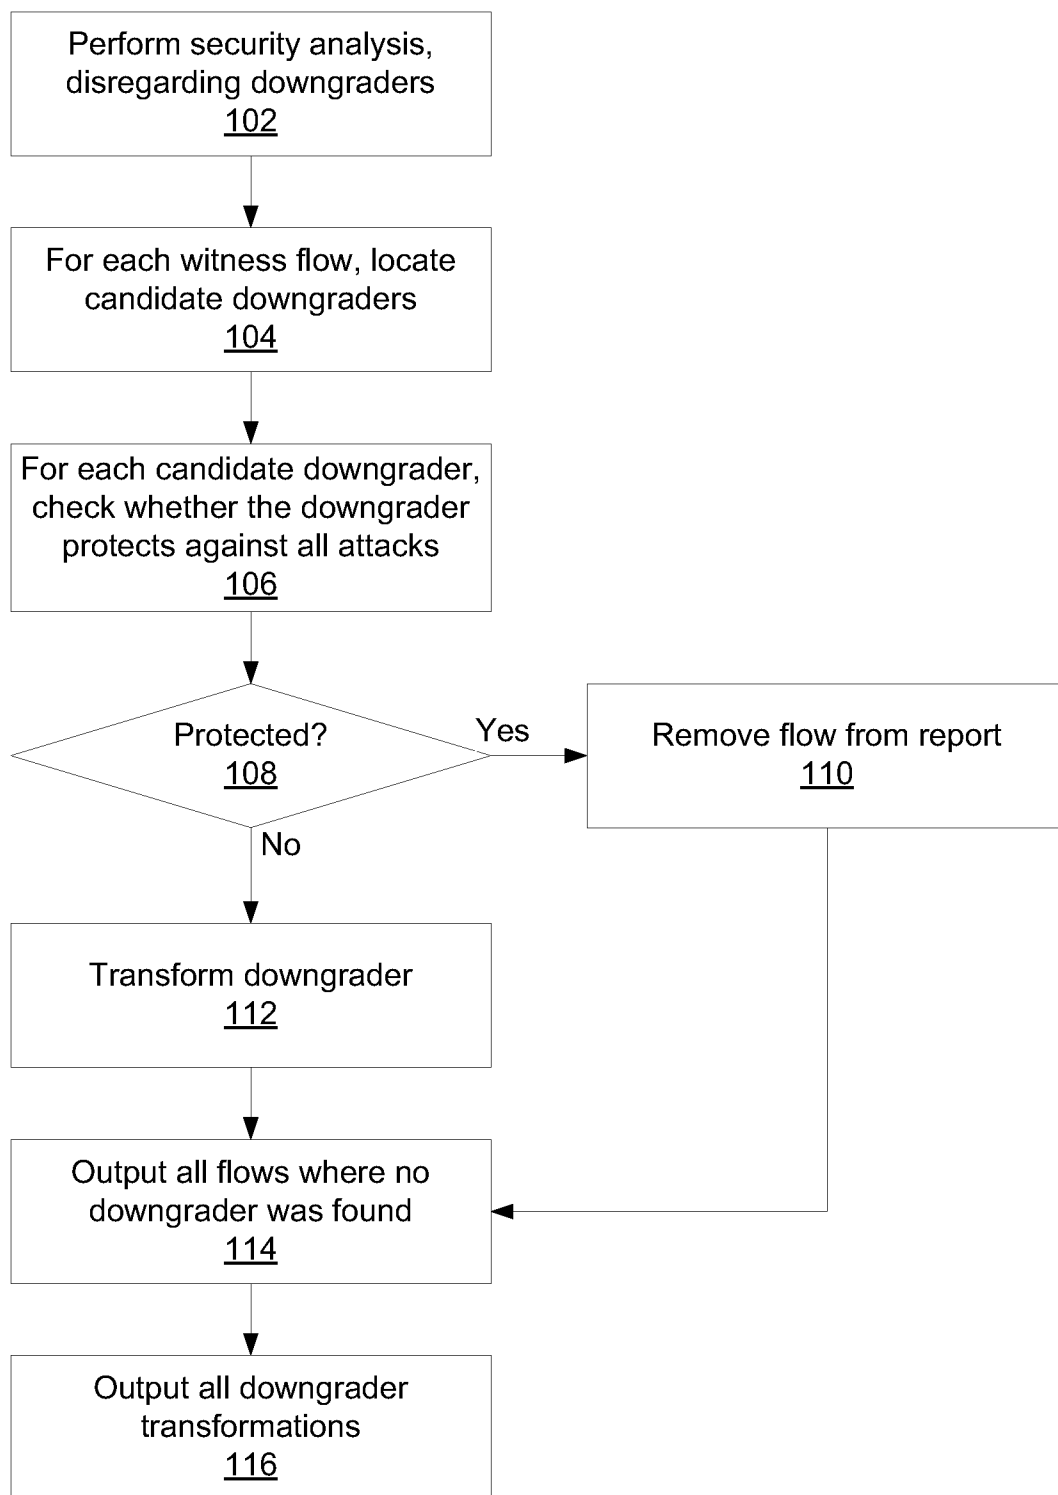 Perform security analysis,
disregarding downgraders
102
For each witness flow, locate
candidate downgraders
104
For each candidate downgrader,
check whether the downgrader
protects against all attacks
106
Protected?
108
Yes
Remove flow from report
110
No
Transform downgrader
112
Output all flows where no
downgrader was found
114
Output all downgrader
transformations
116